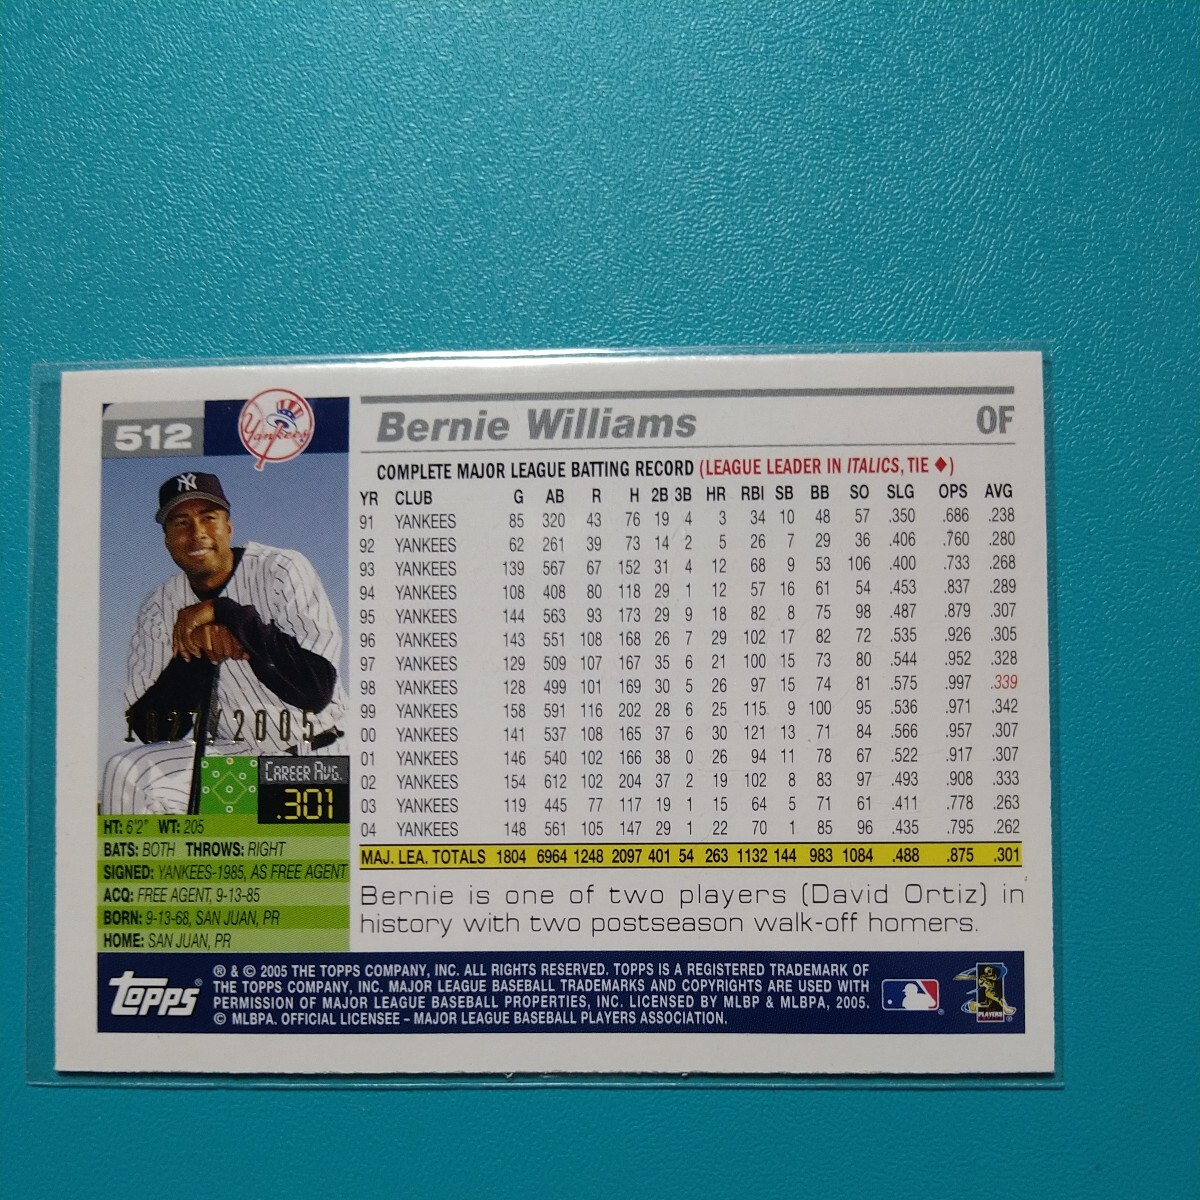 512
Yankees
Bernie Williams OF
COMPLETE MAJOR LEAGUE BATTING RECORD (LEAGUE LEADER IN ITALICS, TIE ♦)
YR CLUB G AB R H 2B 3B HR RBI SB BB SO SLG OPS AVG
91 YANKEES 85 320 43 76 19 4 3 34 10 48 57 .350 .686 .238
92 YANKEES 62 261 39 73 14 2 5 26 7 29 36 .406 .760 .280
93 YANKEES 139 567 67 152 31 4 12 68 9 53 106 .400 .733 .268
94 YANKEES 108 408 80 118 29 1 12 57 16 61 54 .453 .837 .289
95 YANKEES 144 563 93 173 29 9 18 82 8 75 98 .487 .879 .307
96 YANKEES 143 551 108 168 26 7 29 102 17 82 72 .535 .926 .305
97 YANKEES 129 509 107 167 35 6 21 100 15 73 80 .544 .952 .328
98 YANKEES 128 499 101 169 30 5 26 97 15 74 81 .575 .997 .339
99 YANKEES 158 591 116 202 28 6 25 115 9 100 95 .536 .971 .342
00 YANKEES 141 537 108 165 37 6 30 121 13 71 84 .566 .957 .307
01 YANKEES 146 540 102 166 38 0 26 94 11 78 67 .522 .917 .307
02 YANKEES 154 612 102 204 37 2 19 102 8 83 97 .493 .908 .333
03 YANKEES 119 445 77 117 19 1 15 64 5 71 61 .411 .778 .263
04 YANKEES 148 561 105 147 29 1 22 70 1 85 96 .435 .795 .262
MAJ. LEA. TOTALS 1804 6964 1248 2097 401 54 263 1132 144 983 1084 .488 .875 .301
Bernie is one of two players (David Ortiz) in
history with two postseason walk-off homers.
NY
CAREER AVG.
.301
HT: 6'2" WT: 205
BATS: BOTH THROWS: RIGHT
SIGNED: YANKEES-1985, AS FREE AGENT
ACQ: FREE AGENT, 9-13-85
BORN: 9-13-68, SAN JUAN, PR
HOME: SAN JUAN, PR
Topps
® & © 2005 THE TOPPS COMPANY, INC. ALL RIGHTS RESERVED. TOPPS IS A REGISTERED TRADEMARK OF
THE TOPPS COMPANY, INC. MAJOR LEAGUE BASEBALL TRADEMARKS AND COPYRIGHTS ARE USED WITH
PERMISSION OF MAJOR LEAGUE BASEBALL PROPERTIES, INC. LICENSED BY MLBP & MLBPA, 2005.
© MLBPA. OFFICIAL LICENSEE – MAJOR LEAGUE BASEBALL PLAYERS ASSOCIATION.
PLAYERS